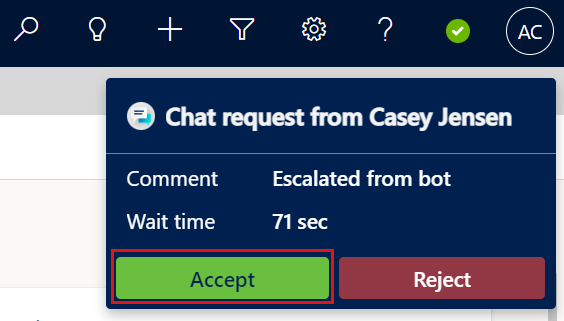 AC
Chat request from Casey Jensen
Comment Escalated from bot
Wait time 71 sec
Accept Reject